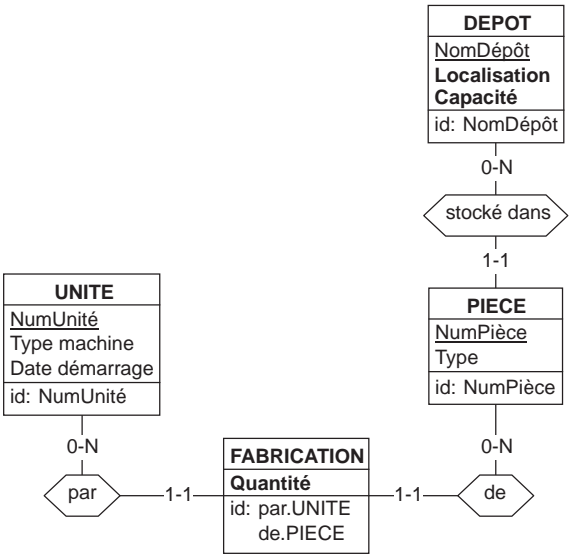 DEPOT
NomDépôt
Localisation
Capacité
id: NomDépôt
0-N
stocké dans
1-1
UNITE
NumUnité
Type machine
Date démarrage
id: NumUnité
PIECE
NumPièce
Type
id: NumPièce
0-N
0-N
par
1-1
FABRICATION
Quantité
id: par.UNITE
de.PIECE
1-1
de